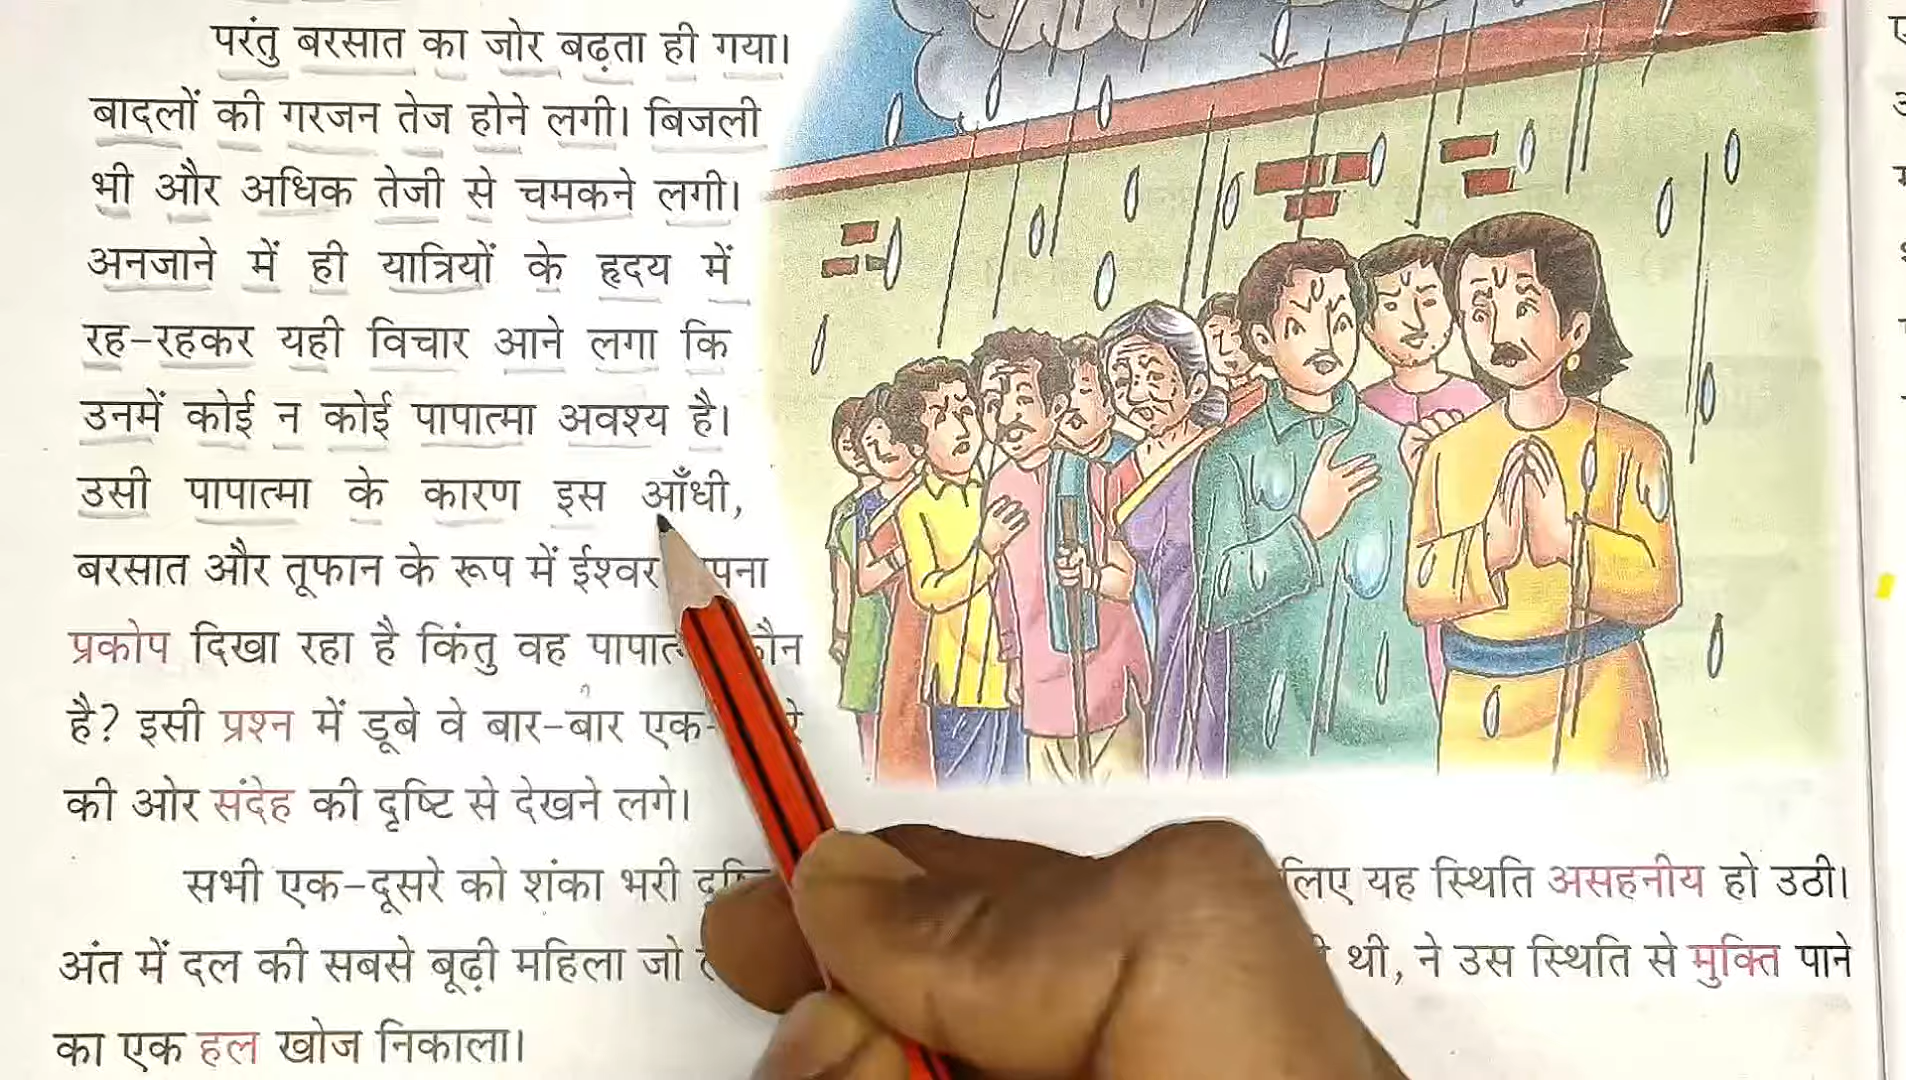 परंतु बरसात का जोर बढ़ता ही गया।
बादलों की गरजन तेज होने लगी। बिजली
भी और अधिक तेजी से चमकने लगी।
अनजाने में ही यात्रियों के हृदय में
रह-रहकर यही विचार आने लगा कि
उनमें कोई न कोई पापात्मा अवश्य है।
उसी पापात्मा के कारण इस आँधी,
बरसात और तूफान के रूप में ईश्वर
प्रकोप दिखा रहा है किंतु वह
है? इसी प्रश्न में डूबे वे बार-बार
की ओर संदेह की दृष्टि से देखने लगे।
सभी एक-दूसरे को शंका भरी लिए यह स्थिति असहनीय हो उठी।
अंत में दल की सबसे बूढ़ी महिला जो थी, ने उस स्थिति से मुक्ति पाने
का एक हल खोज निकाला।